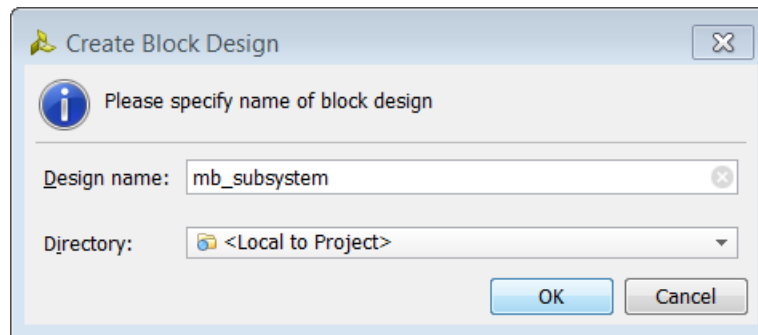 Create Block Design
Please specify name of block design
Design name: mb_subsystem
Directory: <Local to Project>
OK Cancel